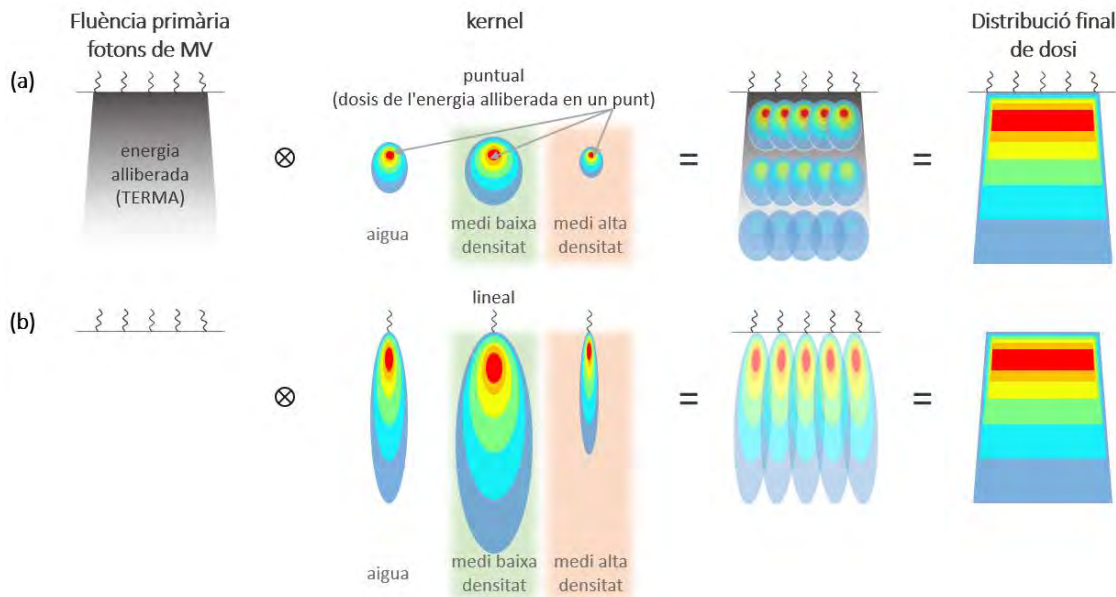 Fluència primària
fotons de MV
kernel
Distribució final
de dosi
(a)
puntual
(dosis de l'energia alliberada en un punt)
energia
alliberada
(TERMA)
⊗
=
=
aigua
medi baixa
densitat
medi alta
densitat
(b)
lineal
⊗
=
=
aigua
medi baixa
densitat
medi alta
densitat